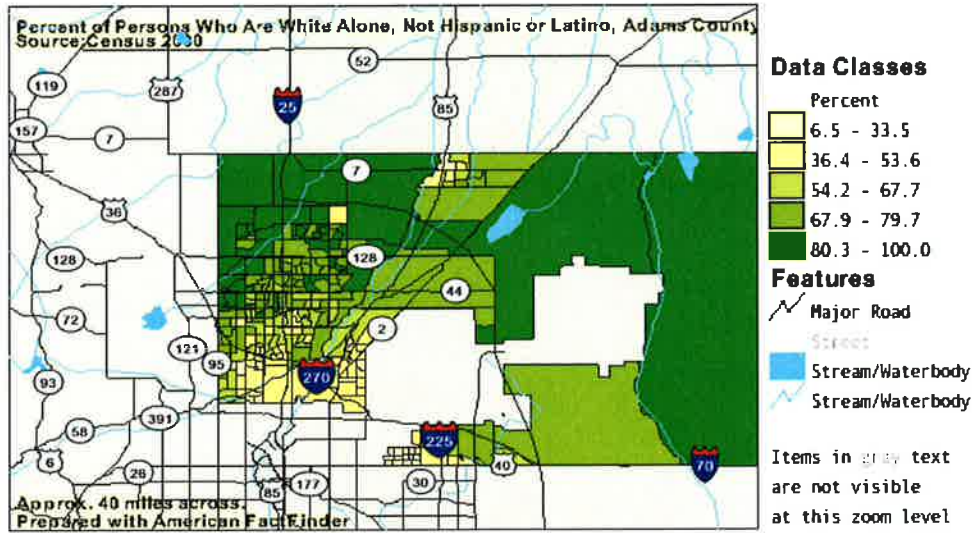 Percent of Persons Who Are White Alone, Not Hispanic or Latino, Adams County
Source:Census 2000
52
119
287
25
85
157
7
7
36
128
128
44
72
2
121
95
270
93
391
58
225
6
26
40
70
30
177
85
Approx. 40 miles across.
Prepared with American FactFinder
Data Classes
Percent
6.5 - 33.5
36.4 - 53.6
54.2 - 67.7
67.9 - 79.7
80.3 - 100.0
Features
Major Road
Street
Stream/Waterbody
Stream/Waterbody
Items in gray text
are not visible
at this zoom level